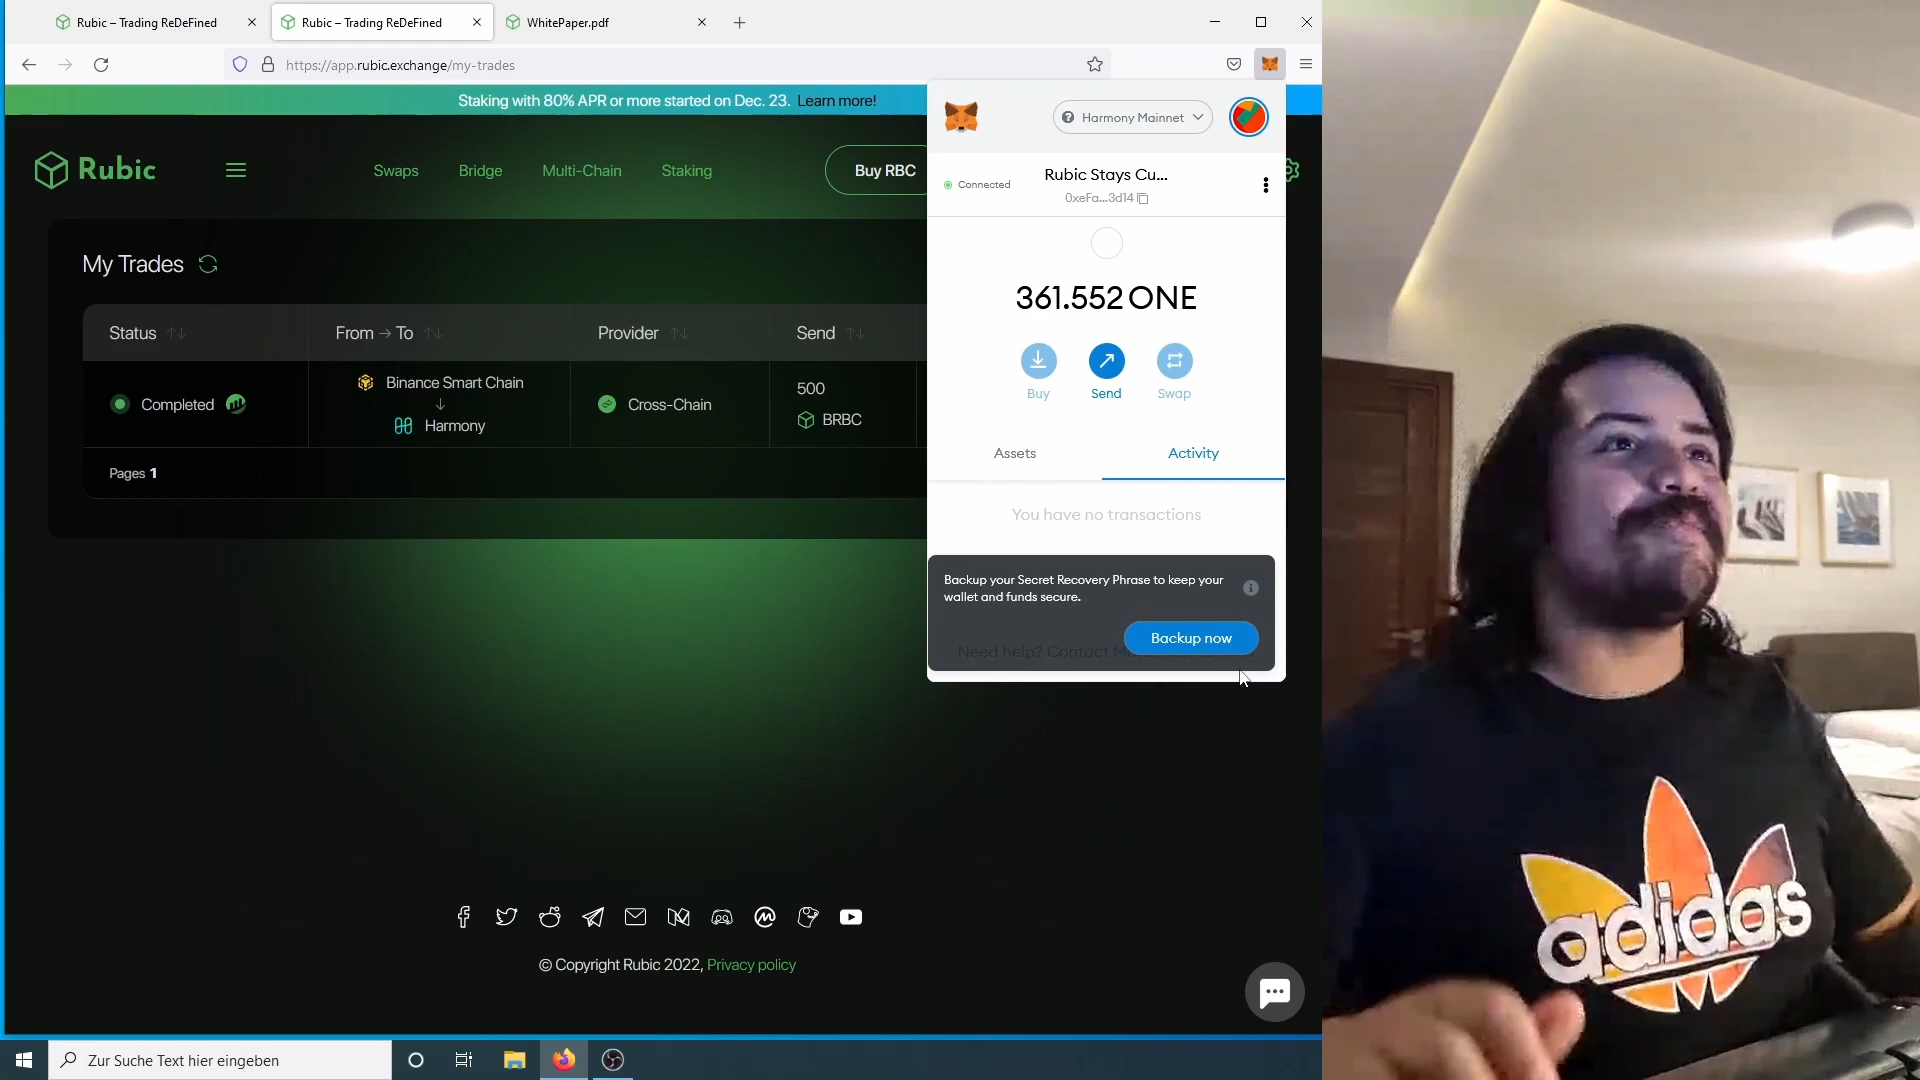 Rubic – Trading ReDeFined
Rubic – Trading ReDeFined
WhitePaper.pdf
https://app.rubic.exchange/my-trades
Staking with 80% APR or more started on Dec. 23. Learn more!
Rubic
Swaps
Bridge
Multi-Chain
Staking
Buy RBC
My Trades
Status
From → To
Provider
Send
Completed
Binance Smart Chain
↓
Harmony
Cross-Chain
500
BRBC
Pages 1
Harmony Mainnet
Connected
Rubic Stays Cu...
0xeFa...3d14
361.552 ONE
Buy
Send
Swap
Assets
Activity
You have no transactions
Backup your Secret Recovery Phrase to keep your
wallet and funds secure.
Backup now
Need help? Contact
© Copyright Rubic 2022, Privacy policy
Zur Suche Text hier eingeben
adidas